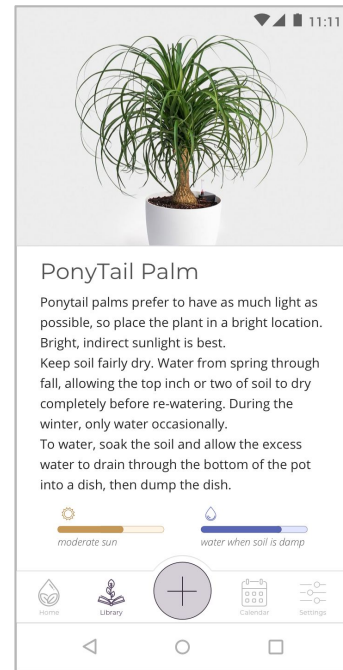 11:11
PonyTail Palm
Ponytail palms prefer to have as much light as
possible, so place the plant in a bright location.
Bright, indirect sunlight is best.
Keep soil fairly dry. Water from spring through
fall, allowing the top inch or two of soil to dry
completely before re-watering. During the
winter, only water occasionally.
To water, soak the soil and allow the excess
water to drain through the bottom of the pot
into a dish, then dump the dish.
moderate sun
water when soil is damp
Home
Library
Calendar
Settings